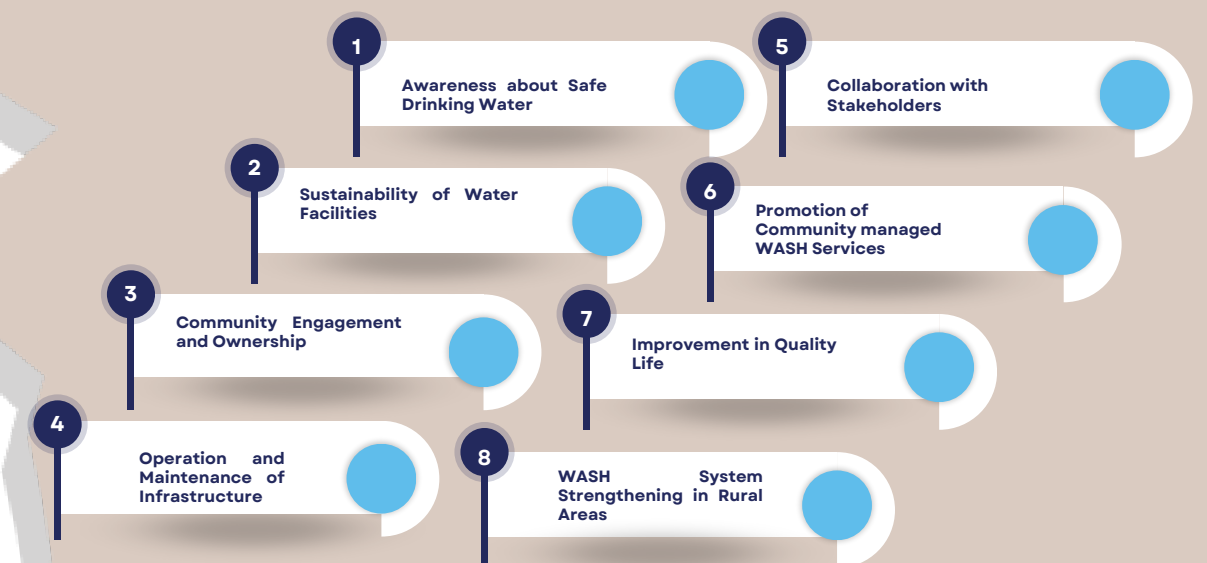 1
Awareness about Safe
Drinking Water
2
Sustainability of Water
Facilities
3
Community Engagement
and Ownership
4
Operation and
Maintenance of
Infrastructure
5
Collaboration with
Stakeholders
6
Promotion of
Community managed
WASH Services
7
Improvement in Quality
Life
8
WASH System
Strengthening in Rural
Areas